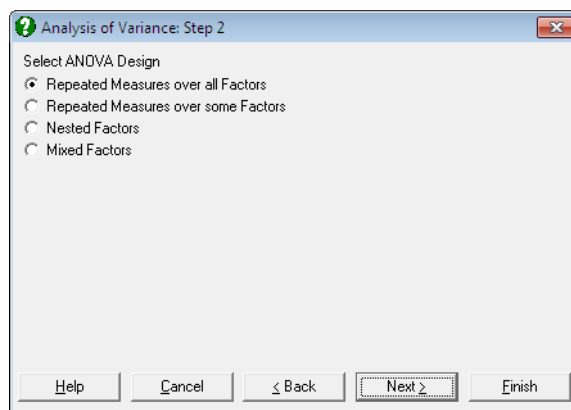 Analysis of Variance: Step 2
Select ANOVA Design
Repeated Measures over all Factors
Repeated Measures over some Factors
Nested Factors
Mixed Factors
Help Cancel < Back Next > Finish